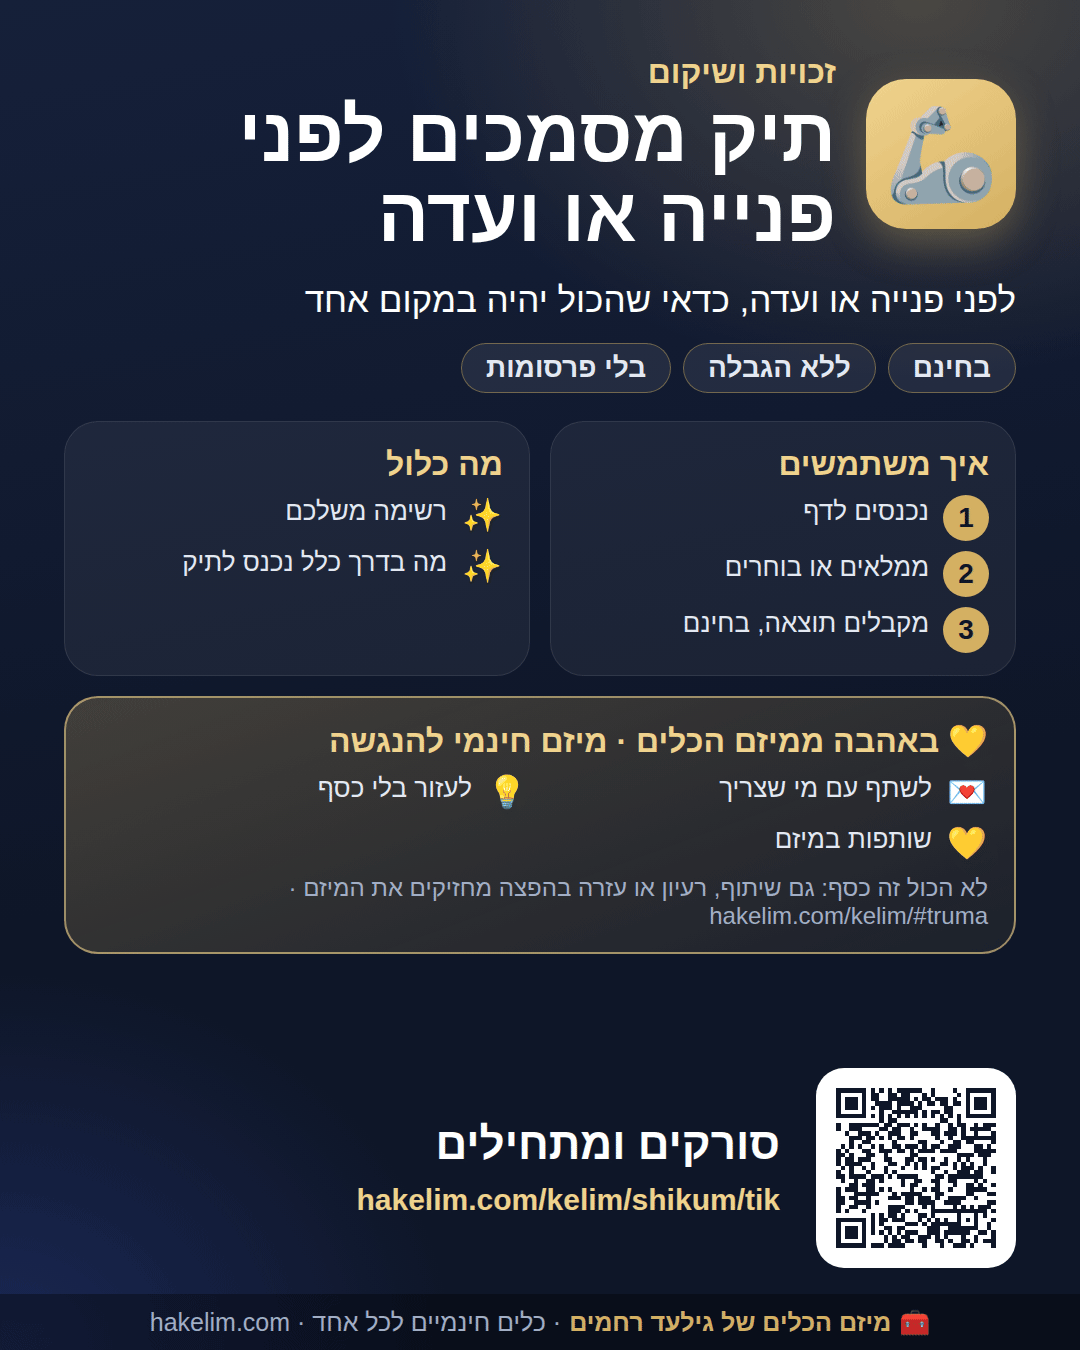 זכויות ושיקום
תיק מסמכים לפני
פנייה או ועדה
לפני פנייה או ועדה, כדאי שהכול יהיה במקום אחד
בחינם
ללא הגבלה
בלי פרסומות
איך משתמשים
1 נכנסים לדף
2 ממלאים או בוחרים
3 מקבלים תוצאה, בחינם
מה כלול
✨ רשימה משלכם
✨ מה בדרך כלל נכנס לתיק
💛 באהבה ממיזם הכלים · מיזם חינמי להנגשה
💌 לשתף עם מי שצריך
💡 לעזור בלי כסף
💛 שותפות במיזם
לא הכול זה כסף: גם שיתוף, רעיון או עזרה בהפצה מחזיקים את המיזם ·
hakelim.com/kelim/#truma
סורקים ומתחילים
hakelim.com/kelim/shikum/tik
🧰 מיזם הכלים של גילעד רחמים · כלים חינמיים לכל אחד · hakelim.com